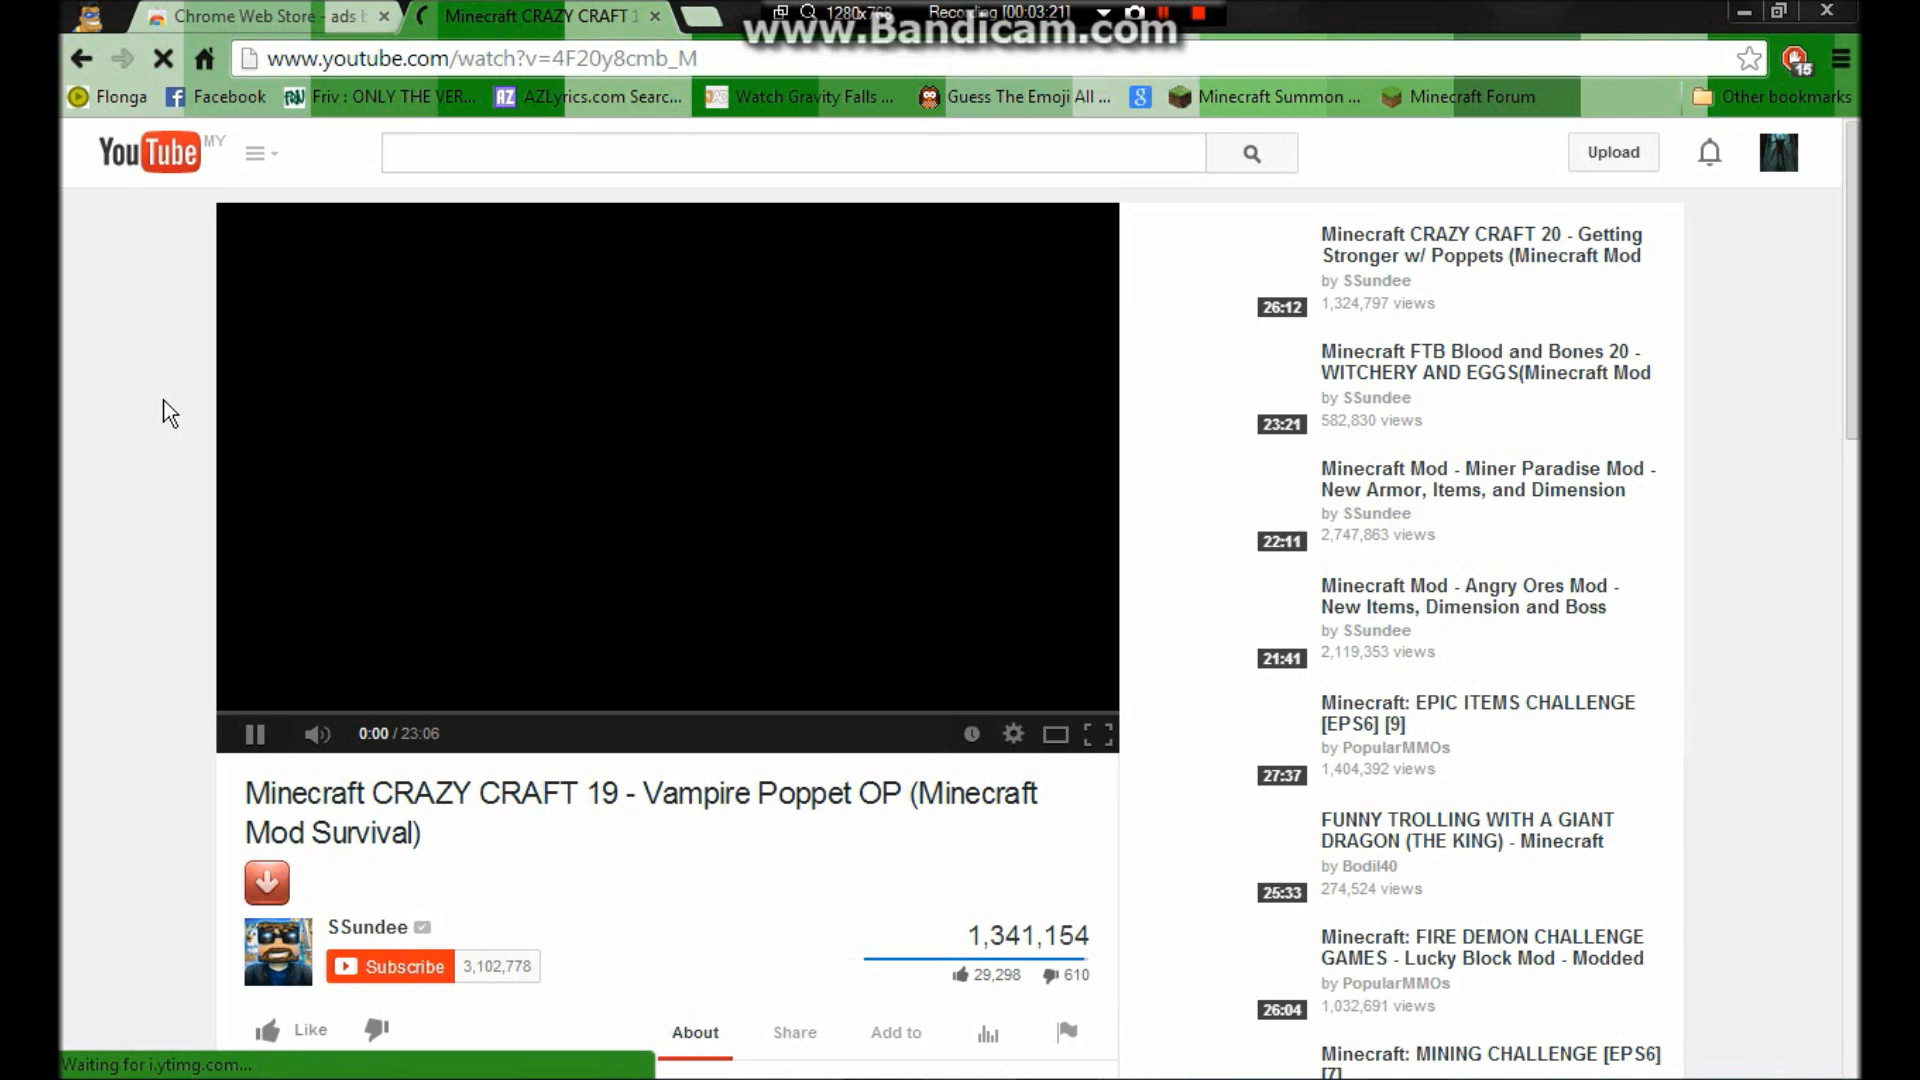 Chrome Web Store - ads b
Minecraft CRAZY CRAFT 1
1280x768
Recording [00:03:21]
www.Bandicam.com
www.youtube.com/watch?v=4F20y8cmb_M
15
Flonga
Facebook
Friv : ONLY THE VER...
AZ
AZLyrics.com Searc...
Watch Gravity Falls ...
Guess The Emoji All ...
8
Minecraft Summon ...
Minecraft Forum
Other bookmarks
YouTube MY
Upload
Minecraft CRAZY CRAFT 20 - Getting
Stronger w/ Poppets (Minecraft Mod
by SSundee
1,324,797 views
26:12
Minecraft FTB Blood and Bones 20 -
WITCHERY AND EGGS(Minecraft Mod
by SSundee
582,830 views
23:21
Minecraft Mod - Miner Paradise Mod -
New Armor, Items, and Dimension
by SSundee
2,747,863 views
22:11
Minecraft Mod - Angry Ores Mod -
New Items, Dimension and Boss
by SSundee
2,119,353 views
21:41
Minecraft: EPIC ITEMS CHALLENGE
[EPS6] [9]
by PopularMMOs
1,404,392 views
27:37
FUNNY TROLLING WITH A GIANT
DRAGON (THE KING) - Minecraft
by Bodil40
274,524 views
25:33
Minecraft: FIRE DEMON CHALLENGE
GAMES - Lucky Block Mod - Modded
by PopularMMOs
1,032,691 views
26:04
Minecraft: MINING CHALLENGE [EPS6]
[7]
0:00 / 23:06
Minecraft CRAZY CRAFT 19 - Vampire Poppet OP (Minecraft
Mod Survival)
SSundee
Subscribe 3,102,778
1,341,154
29,298 610
Like
About Share Add to
Waiting for i.ytimg.com...